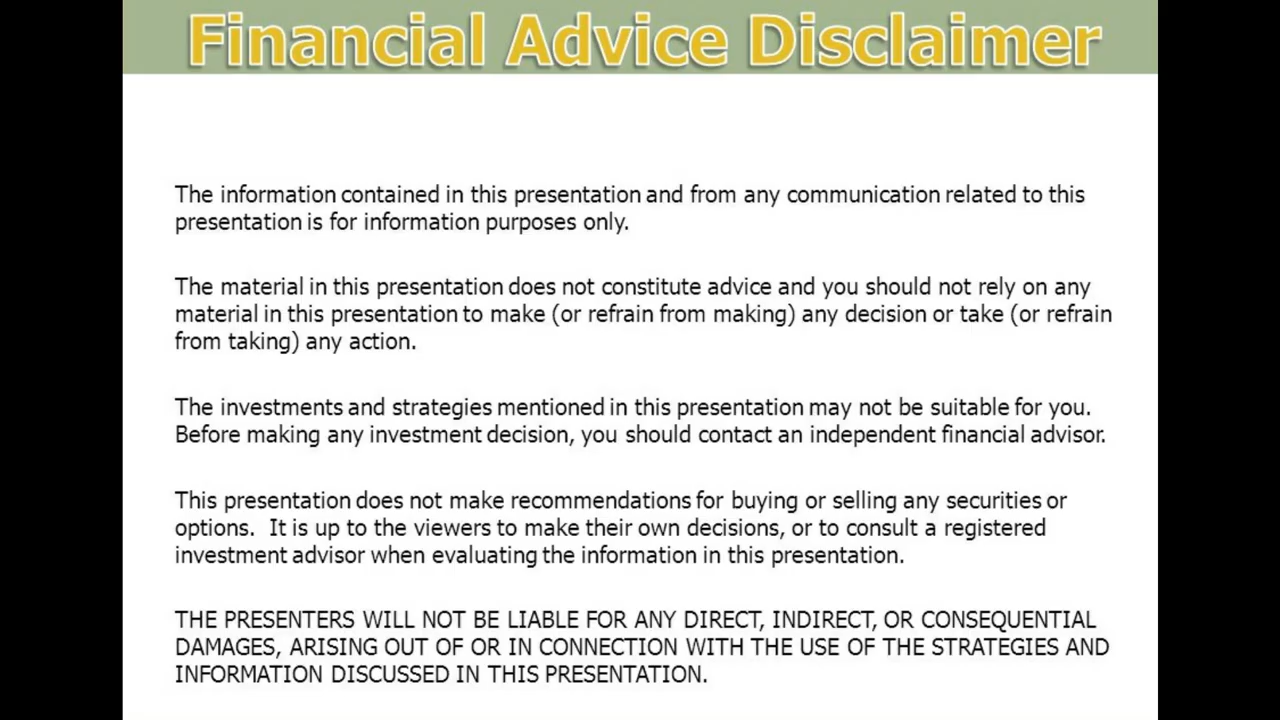 Financial Advice Disclaimer
The information contained in this presentation and from any communication related to this
presentation is for information purposes only.
The material in this presentation does not constitute advice and you should not rely on any
material in this presentation to make (or refrain from making) any decision or take (or refrain
from taking) any action.
The investments and strategies mentioned in this presentation may not be suitable for you.
Before making any investment decision, you should contact an independent financial advisor.
This presentation does not make recommendations for buying or selling any securities or
options.  It is up to the viewers to make their own decisions, or to consult a registered
investment advisor when evaluating the information in this presentation.
THE PRESENTERS WILL NOT BE LIABLE FOR ANY DIRECT, INDIRECT, OR CONSEQUENTIAL
DAMAGES, ARISING OUT OF OR IN CONNECTION WITH THE USE OF THE STRATEGIES AND
INFORMATION DISCUSSED IN THIS PRESENTATION.